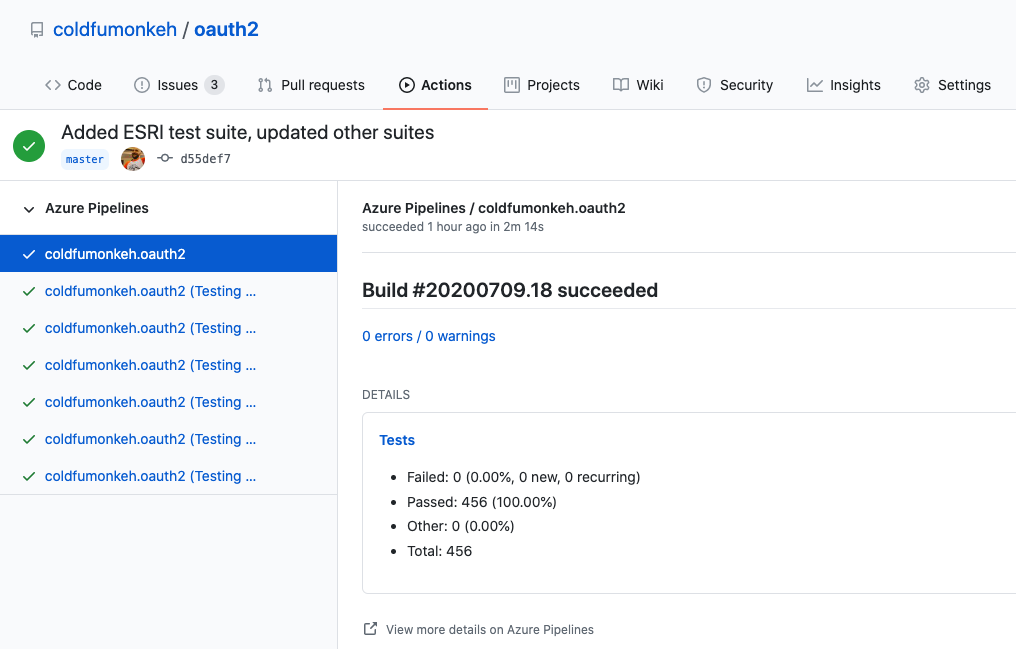 coldfumonkeh / oauth2
Code Issues 3 Pull requests Actions Projects Wiki Security Insights Settings
Added ESRI test suite, updated other suites
master d55def7
Azure Pipelines
coldfumonkeh.oauth2
coldfumonkeh.oauth2 (Testing ...
coldfumonkeh.oauth2 (Testing ...
coldfumonkeh.oauth2 (Testing ...
coldfumonkeh.oauth2 (Testing ...
coldfumonkeh.oauth2 (Testing ...
coldfumonkeh.oauth2 (Testing ...
Azure Pipelines / coldfumonkeh.oauth2
succeeded 1 hour ago in 2m 14s
Build #20200709.18 succeeded
0 errors / 0 warnings
DETAILS
Tests
• Failed: 0 (0.00%, 0 new, 0 recurring)
• Passed: 456 (100.00%)
• Other: 0 (0.00%)
• Total: 456
View more details on Azure Pipelines